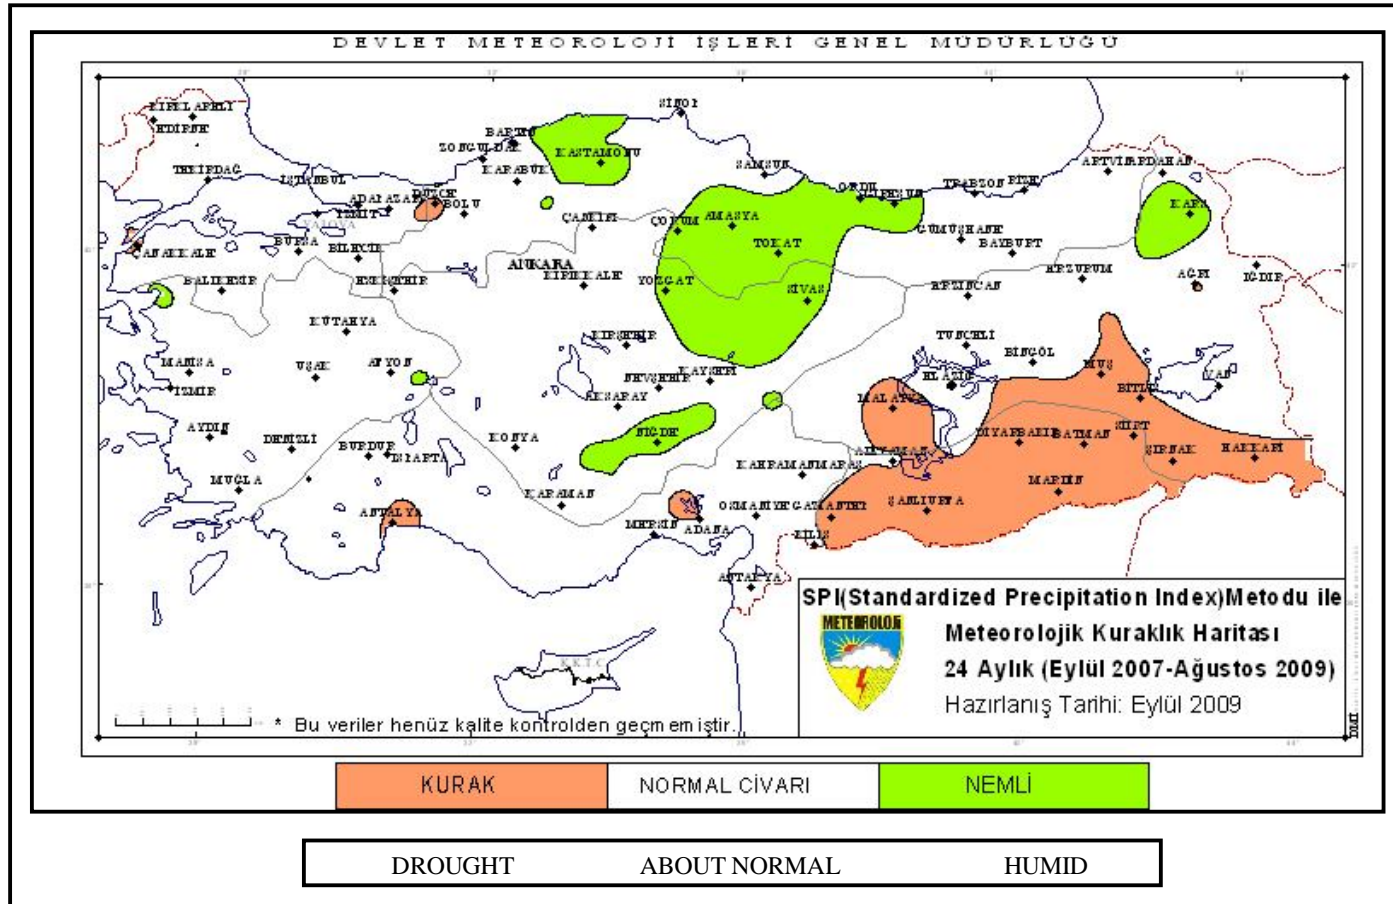 DEVLET METEOROLOJİ İŞLERİ GENEL MÜDÜRLÜĞÜ
SİNOP
EDİRNE
BARTIN
ZONGULDAK
KASTAMONU
KARABÜK
SAMSUN
TEKİRDAĞ
İSTANBUL
DÜZCE
BOLU
İZMİT
YALOVA
ORDU
TRABZON
KARS
ÇANKIRI
ÇORUM
AMASYA
TOKAT
GÜMÜŞHANE
BAYBURT
ÇANAKKALE
BURSA
BİLECİK
ANKARA
KIRIKKALE
ERZURUM
AĞRI
IĞDIR
BALIKESİR
ESKİŞEHİR
YOZGAT
SİVAS
ERZİNCAN
KÜTAHYA
KIRŞEHİR
TUNCELİ
BİNGÖL
MUŞ
MANİSA
UŞAK
AFYON
NEVŞEHİR
KAYSERİ
ELAZIĞ
BİTLİS
VAN
İZMİR
AKSARAY
MALATYA
AYDIN
DENİZLİ
BURDUR
ISPARTA
KONYA
NİĞDE
DİYARBAKIR
BATMAN
SİİRT
ŞIRNAK
HAKKARİ
ADIYAMAN
KAHRAMANMARAŞ
MUĞLA
ANTALYA
KARAMAN
MERSİN
ADANA
OSMANİYE
GAZİANTEP
ŞANLIURFA
MARDİN
KİLİS
ANTAKYA
K.K.T.C.
SPI(Standardized Precipitation Index)Metodu ile
METEOROLOJİ
Meteorolojik Kuraklık Haritası
24 Aylık (Eylül 2007-Ağustos 2009)
Hazırlanış Tarihi: Eylül 2009
* Bu veriler henüz kalite kontrolden geçmemiştir.
DMİ
KURAK NORMAL CİVARI NEMLİ
DROUGHT ABOUT NORMAL HUMID